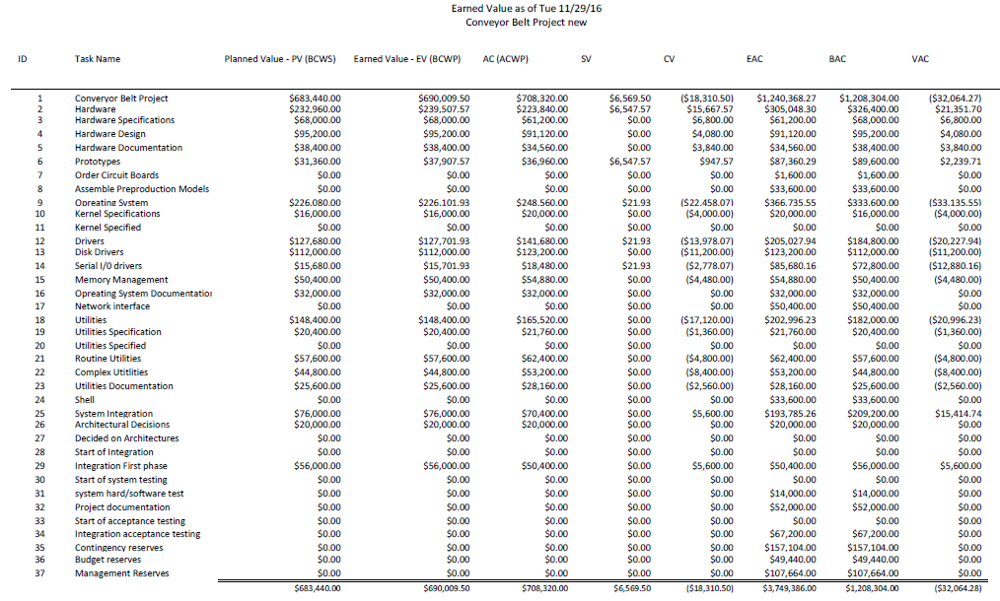 Earned Value as of Tue 11/29/16
Conveyor Belt Project new
ID Task Name Planned Value - PV (BCWS) Earned Value - EV (BCWP) AC (ACWP) SV CV EAC BAC VAC
1 Converyor Belt Project $683,440.00 $690,009.50 $708,320.00 $6,569.50 ($18,310.50) $1,240,368.27 $1,208,304.00 ($32,064.27)
2 Hardware $232,960.00 $239,507.57 $223,840.00 $6,547.57 $15,667.57 $305,048.30 $326,400.00 $21,351.70
3 Hardware Specifications $68,000.00 $68,000.00 $61,200.00 $0.00 $6,800.00 $61,200.00 $68,000.00 $6,800.00
4 Hardware Design $95,200.00 $95,200.00 $91,120.00 $0.00 $4,080.00 $91,120.00 $95,200.00 $4,080.00
5 Hardware Documentation $38,400.00 $38,400.00 $34,560.00 $0.00 $3,840.00 $34,560.00 $38,400.00 $3,840.00
6 Prototypes $31,360.00 $37,907.57 $36,960.00 $6,547.57 $947.57 $87,360.29 $89,600.00 $2,239.71
7 Order Circuit Boards $0.00 $0.00 $0.00 $0.00 $0.00 $1,600.00 $1,600.00 $0.00
8 Assemble Preproduction Models $0.00 $0.00 $0.00 $0.00 $0.00 $33,600.00 $33,600.00 $0.00
9 Opreating System $226.080.00 $226.101.93 $248.560.00 $21.93 ($22.458.07) $366.735.55 $333.600.00 ($33.135.55)
10 Kernel Specifications $16,000.00 $16,000.00 $20,000.00 $0.00 ($4,000.00) $20,000.00 $16,000.00 ($4,000.00)
11 Kernel Specified $0.00 $0.00 $0.00 $0.00 $0.00 $0.00 $0.00 $0.00
12 Drivers $127,680.00 $127,701.93 $141,680.00 $21.93 ($13,978.07) $205,027.94 $184,800.00 ($20,227.94)
13 Disk Drivers $112,000.00 $112,000.00 $123,200.00 $0.00 ($11,200.00) $123,200.00 $112,000.00 ($11,200.00)
14 Serial I/0 drivers $15,680.00 $15,701.93 $18,480.00 $21.93 ($2,778.07) $85,680.16 $72,800.00 ($12,880.16)
15 Memory Management $50,400.00 $50,400.00 $54,880.00 $0.00 ($4,480.00) $54,880.00 $50,400.00 ($4,480.00)
16 Opreating System Documentation $32,000.00 $32,000.00 $32,000.00 $0.00 $0.00 $32,000.00 $32,000.00 $0.00
17 Network interface $0.00 $0.00 $0.00 $0.00 $0.00 $50,400.00 $50,400.00 $0.00
18 Utilities $148,400.00 $148,400.00 $165,520.00 $0.00 ($17,120.00) $202,996.23 $182,000.00 ($20,996.23)
19 Utilities Specification $20,400.00 $20,400.00 $21,760.00 $0.00 ($1,360.00) $21,760.00 $20,400.00 ($1,360.00)
20 Utilities Specified $0.00 $0.00 $0.00 $0.00 $0.00 $0.00 $0.00 $0.00
21 Routine Utilities $57,600.00 $57,600.00 $62,400.00 $0.00 ($4,800.00) $62,400.00 $57,600.00 ($4,800.00)
22 Complex Utitlities $44,800.00 $44,800.00 $53,200.00 $0.00 ($8,400.00) $53,200.00 $44,800.00 ($8,400.00)
23 Utilities Documentation $25,600.00 $25,600.00 $28,160.00 $0.00 ($2,560.00) $28,160.00 $25,600.00 ($2,560.00)
24 Shell $0.00 $0.00 $0.00 $0.00 $0.00 $33,600.00 $33,600.00 $0.00
25 System Integration $76,000.00 $76,000.00 $70,400.00 $0.00 $5,600.00 $193,785.26 $209,200.00 $15,414.74
26 Architectural Decisions $20,000.00 $20,000.00 $20,000.00 $0.00 $0.00 $20,000.00 $20,000.00 $0.00
27 Decided on Architectures $0.00 $0.00 $0.00 $0.00 $0.00 $0.00 $0.00 $0.00
28 Start of Integration $0.00 $0.00 $0.00 $0.00 $0.00 $0.00 $0.00 $0.00
29 Integration First phase $56,000.00 $56,000.00 $50,400.00 $0.00 $5,600.00 $50,400.00 $56,000.00 $5,600.00
30 Start of system testing $0.00 $0.00 $0.00 $0.00 $0.00 $0.00 $0.00 $0.00
31 system hard/software test $0.00 $0.00 $0.00 $0.00 $0.00 $14,000.00 $14,000.00 $0.00
32 Project documentation $0.00 $0.00 $0.00 $0.00 $0.00 $52,000.00 $52,000.00 $0.00
33 Start of acceptance testing $0.00 $0.00 $0.00 $0.00 $0.00 $0.00 $0.00 $0.00
34 Integration acceptance testing $0.00 $0.00 $0.00 $0.00 $0.00 $67,200.00 $67,200.00 $0.00
35 Contingency reserves $0.00 $0.00 $0.00 $0.00 $0.00 $157,104.00 $157,104.00 $0.00
36 Budget reserves $0.00 $0.00 $0.00 $0.00 $0.00 $49,440.00 $49,440.00 $0.00
37 Management Reserves $0.00 $0.00 $0.00 $0.00 $0.00 $107,664.00 $107,664.00 $0.00
$683,440.00 $690,009.50 $708,320.00 $6,569.50 ($18,310.50) $3,749,386.00 $1,208,304.00 ($32,064.28)